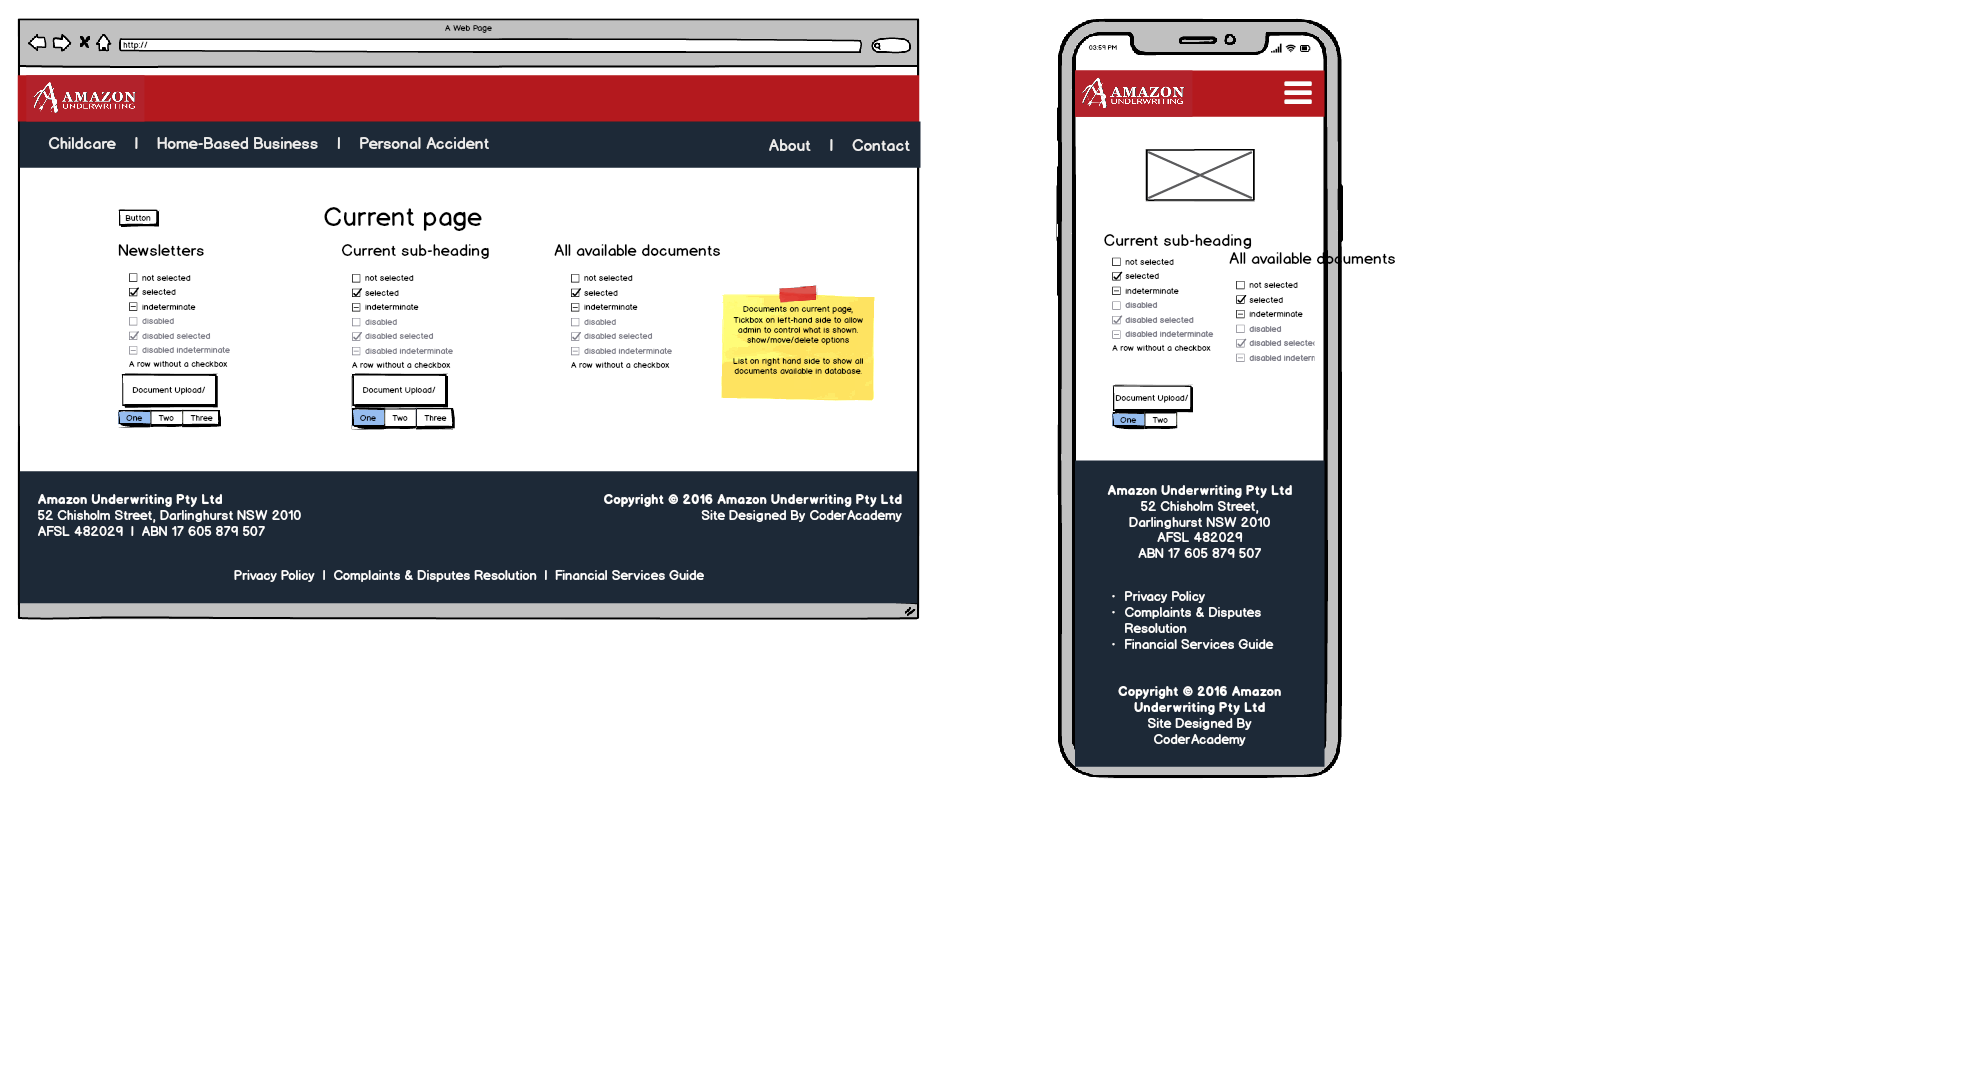 A Web Page
http://
AMAZON
UNDERWRITING
Childcare | Home-Based Business | Personal Accident
About | Contact
Button
Current page
Newsletters
not selected
selected
indeterminate
disabled
disabled selected
disabled indeterminate
A row without a checkbox
Document Upload/
One Two Three
Current sub-heading
not selected
selected
indeterminate
disabled
disabled selected
disabled indeterminate
A row without a checkbox
Document Upload/
One Two Three
All available documents
not selected
selected
indeterminate
disabled
disabled selected
disabled indeterminate
A row without a checkbox
Documents on current page,
Tickbox on left-hand side to allow
admin to control what is shown.
show/move/delete options
List on right hand side to show all
documents available in database.
Amazon Underwriting Pty Ltd
52 Chisholm Street, Darlinghurst NSW 2010
AFSL 482029 | ABN 17 605 879 507
Copyright © 2016 Amazon Underwriting Pty Ltd
Site Designed By CoderAcademy
Privacy Policy | Complaints & Disputes Resolution | Financial Services Guide
03:59 PM
AMAZON
UNDERWRITING
Current sub-heading
not selected
selected
indeterminate
disabled
disabled selected
disabled indeterminate
A row without a checkbox
Document Upload/
One Two
All available documents
not selected
selected
indeterminate
disabled
disabled selected
disabled indeterm
Amazon Underwriting Pty Ltd
52 Chisholm Street,
Darlinghurst NSW 2010
AFSL 482029
ABN 17 605 879 507
• Privacy Policy
• Complaints & Disputes
Resolution
• Financial Services Guide
Copyright © 2016 Amazon
Underwriting Pty Ltd
Site Designed By
CoderAcademy